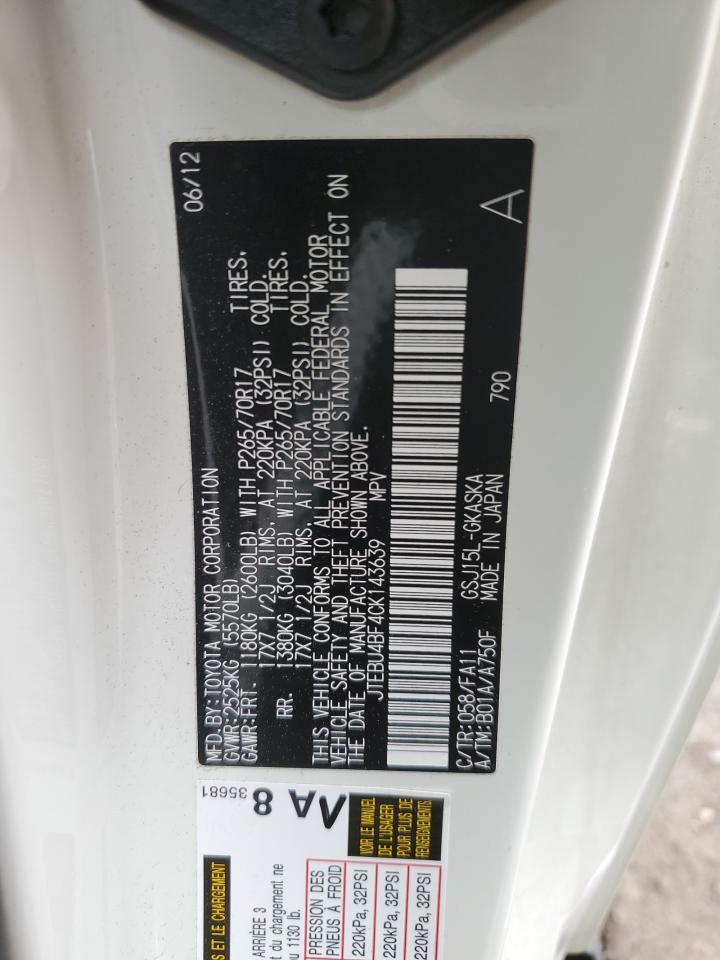 MFD.BY:TOYOTA MOTOR CORPORATION 06/12
GVWR:2525KG (5570LB)
GAWR:FRT. 1180KG (2600LB) WITH P265/70R17 TIRES,
17X7 1/2J RIMS, AT 220KPA (32PSI) COLD.
RR. 1380KG (3040LB) WITH P265/70R17 TIRES,
17X7 1/2J RIMS, AT 220KPA (32PSI) COLD.
THIS VEHICLE CONFORMS TO ALL APPLICABLE FEDERAL MOTOR
VEHICLE SAFETY AND THEFT PREVENTION STANDARDS IN EFFECT ON
THE DATE OF MANUFACTURE SHOWN ABOVE.
JTEBU4BF4CK143639 MPV
C/TR:058/FA11 GSJ15L-GKASKA 790
A/TM:B01A/A750F MADE IN JAPAN A
35681
8
S ET LE CHARGEMENT
ARRIÈRE 3
t du chargement ne
ou 1130 lb.
PRESSION DES
PNEUS À FROID
220kPa, 32PSI
220kPa, 32PSI
220kPa, 32PSI
VOIR LE MANUEL
DE L'USAGER
POUR PLUS DE
RENSEIGNEMENTS